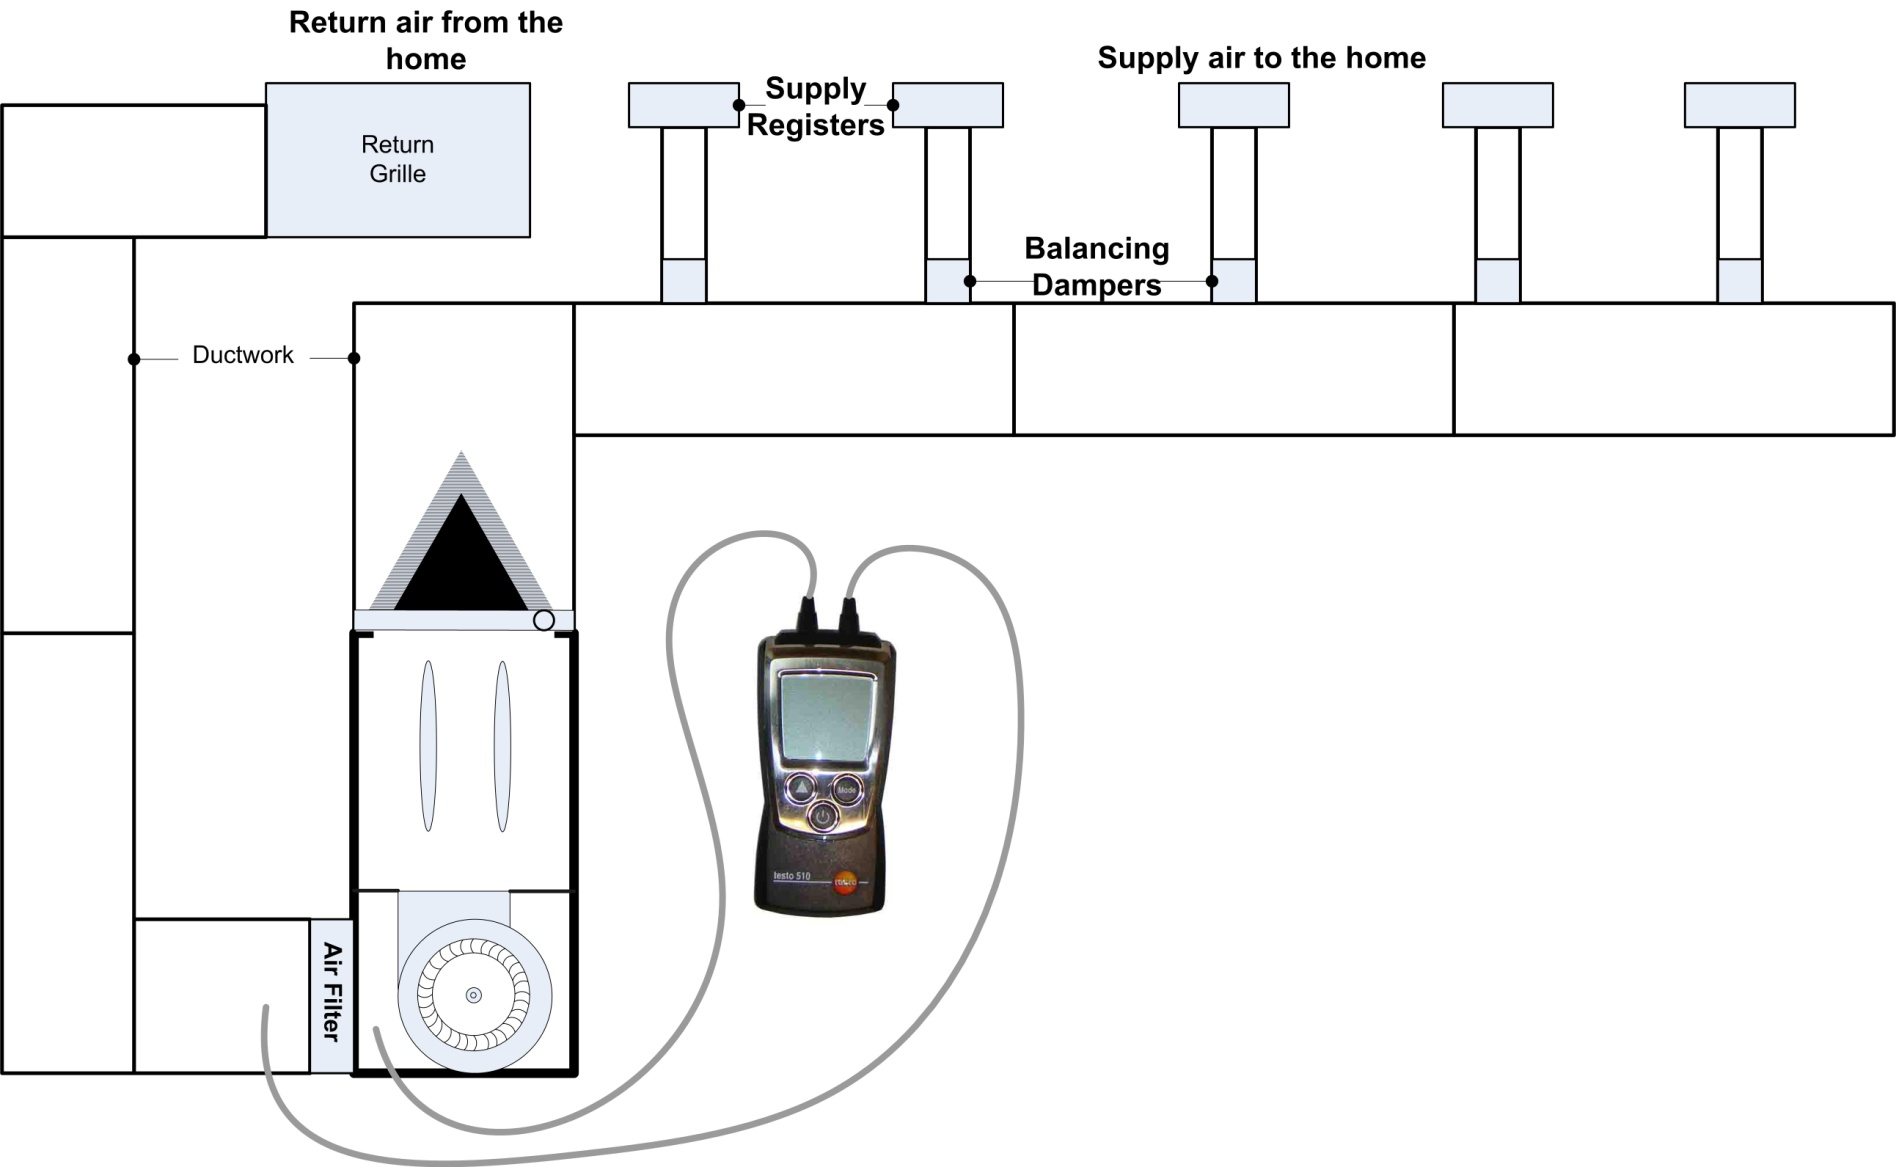 Return air from the
home
Supply air to the home
Supply
Registers
Return
Grille
Balancing
Dampers
Ductwork
Mode
testo 510
testo
Air Filter